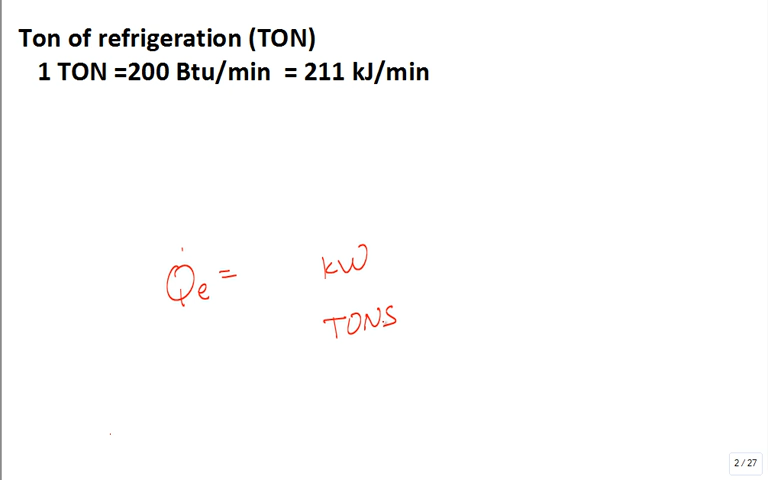 Ton of refrigeration (TON)
1 TON =200 Btu/min = 211 kJ/min
Q̇e = kW
TONS
2 / 27